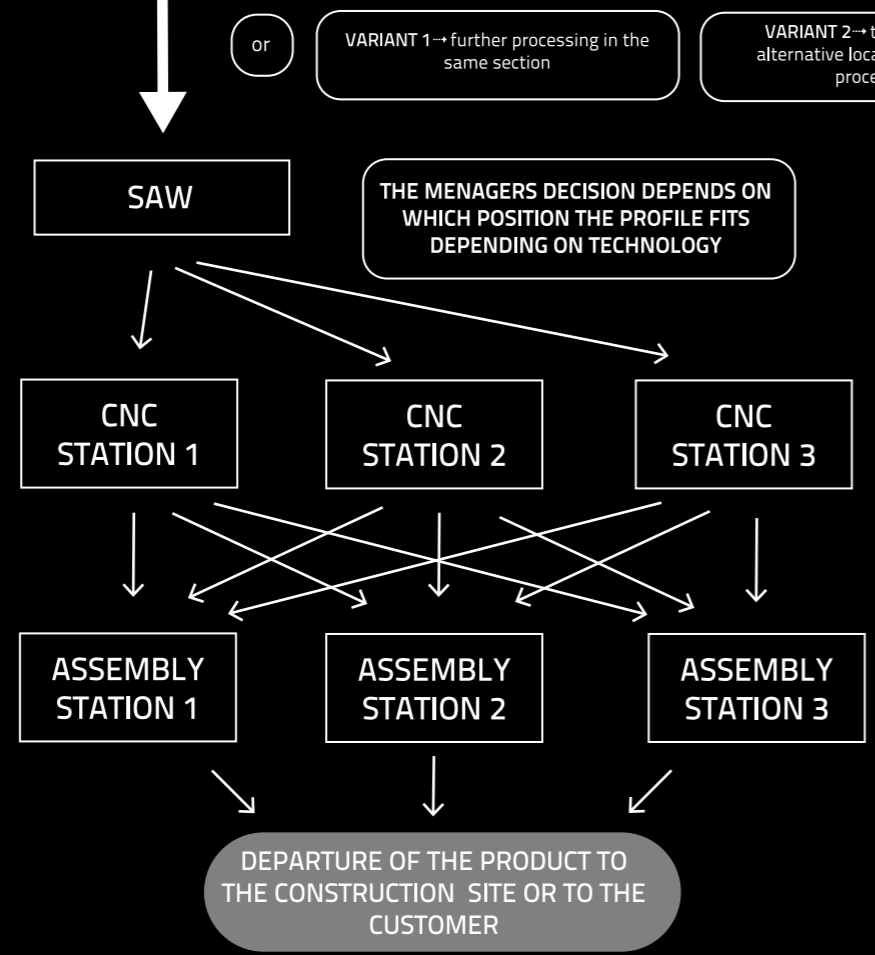 or
VARIANT 1⤏ further processing in the
same section
VARIANT 2⤏
alternative
SAW
THE MENAGERS DECISION DEPENDS ON
WHICH POSITION THE PROFILE FITS
DEPENDING ON TECHNOLOGY
CNC
STATION 1
CNC
STATION 2
CNC
STATION 3
ASSEMBLY
STATION 1
ASSEMBLY
STATION 2
ASSEMBLY
STATION 3
DEPARTURE OF THE PRODUCT TO
THE CONSTRUCTION SITE OR TO THE
CUSTOMER